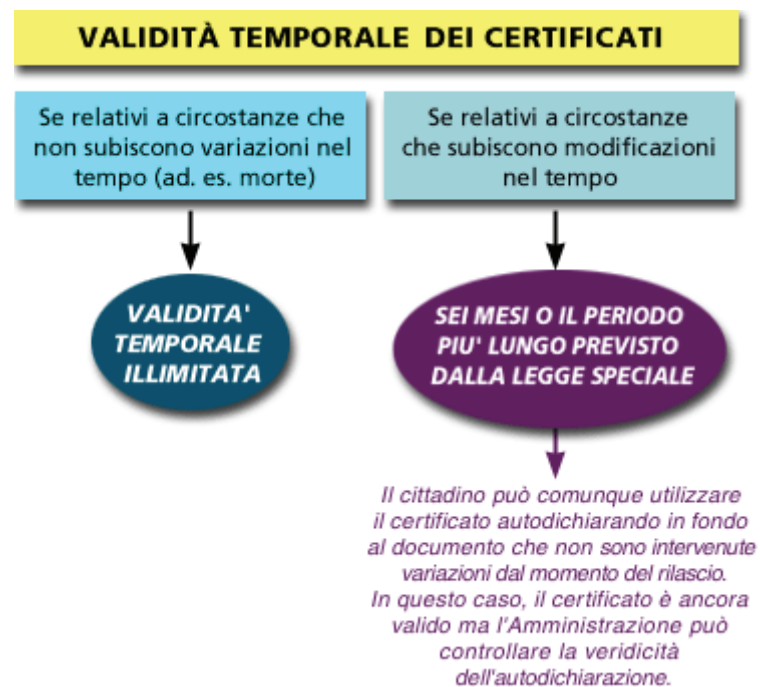 VALIDITÀ TEMPORALE DEI CERTIFICATI
Se relativi a circostanze che
non subiscono variazioni nel
tempo (ad. es. morte)
Se relativi a circostanze
che subiscono modificazioni
nel tempo
VALIDITA'
TEMPORALE
ILLIMITATA
SEI MESI O IL PERIODO
PIU' LUNGO PREVISTO
DALLA LEGGE SPECIALE
Il cittadino può comunque utilizzare
il certificato autodichiarando in fondo
al documento che non sono intervenute
variazioni dal momento del rilascio.
In questo caso, il certificato è ancora
valido ma l'Amministrazione può
controllare la veridicità
dell'autodichiarazione.